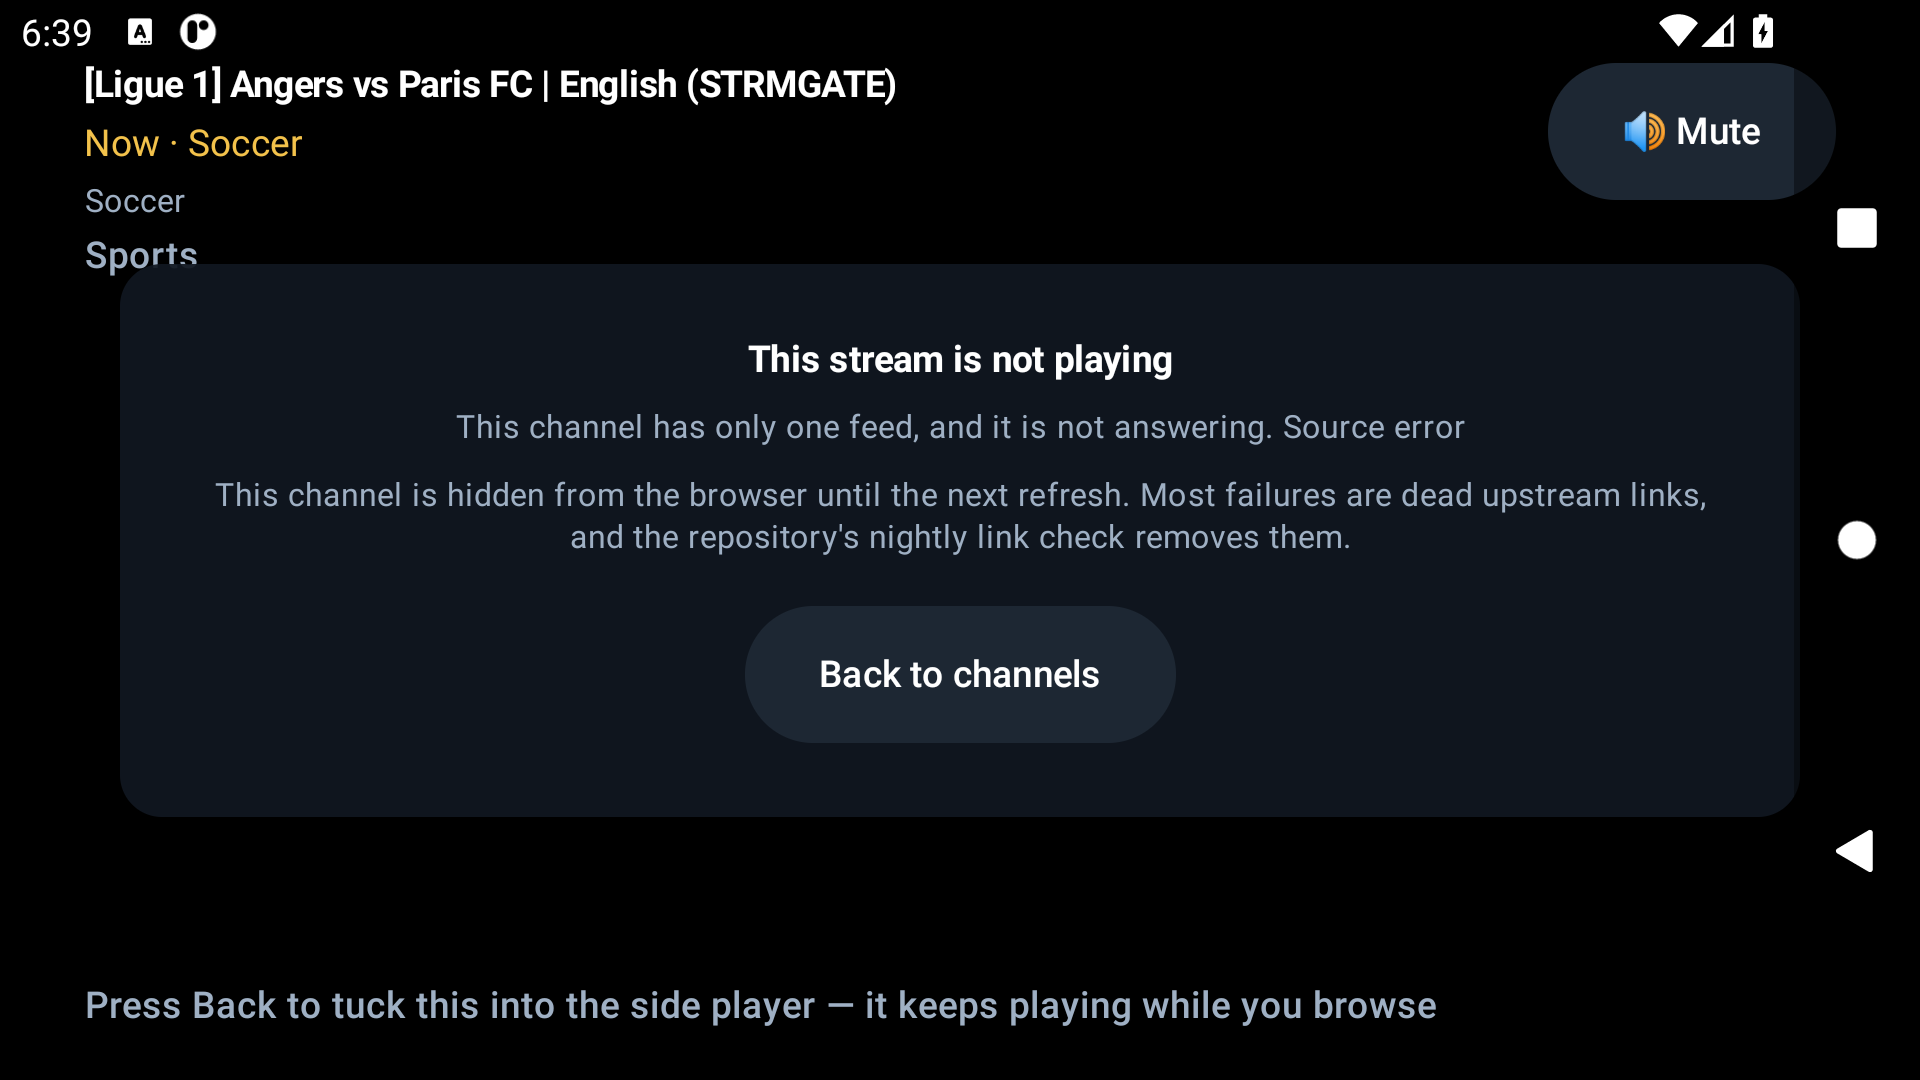 6:39
[Ligue 1] Angers vs Paris FC | English (STRMGATE)
Now · Soccer
Soccer
Sports
🔊 Mute
This stream is not playing
This channel has only one feed, and it is not answering. Source error
This channel is hidden from the browser until the next refresh. Most failures are dead upstream links,
and the repository's nightly link check removes them.
Back to channels
Press Back to tuck this into the side player — it keeps playing while you browse